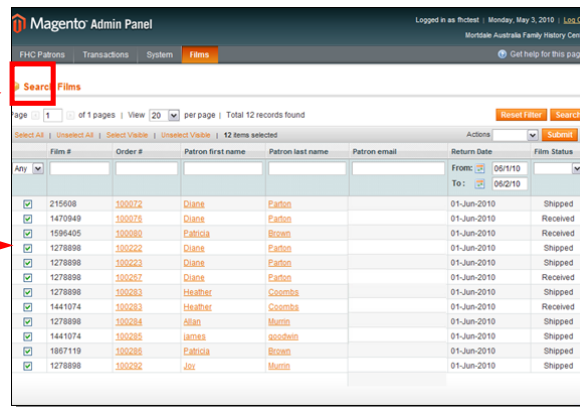 Magento Admin Panel
Logged in as fhctest | Monday, May 3, 2010 | Log O
Mortdale Australia Family History Cen
FHC Patrons Transactions System Films
Get help for this pag
Search Films
age 1 of 1 pages | View 20 per page | Total 12 records found
Reset Filter Search
Select All | Unselect All | Select Visible | Unselect Visible | 12 items selected
Actions Submit
Film # Order # Patron first name Patron last name Patron email Return Date Film Status
Any From: 06/1/10
To : 06/2/10
215608 100072 Diane Parton 01-Jun-2010 Shipped
1470949 100076 Diane Parton 01-Jun-2010 Received
1596405 100080 Patricia Brown 01-Jun-2010 Received
1278898 100222 Diane Parton 01-Jun-2010 Shipped
1278898 100223 Diane Parton 01-Jun-2010 Shipped
1278898 100267 Diane Parton 01-Jun-2010 Received
1278898 100283 Heather Coombs 01-Jun-2010 Shipped
1441074 100283 Heather Coombs 01-Jun-2010 Received
1278898 100284 Allan Murrin 01-Jun-2010 Shipped
1441074 100285 james goodwin 01-Jun-2010 Shipped
1867119 100286 Patricia Brown 01-Jun-2010 Shipped
1278898 100292 Joy Murrin 01-Jun-2010 Shipped